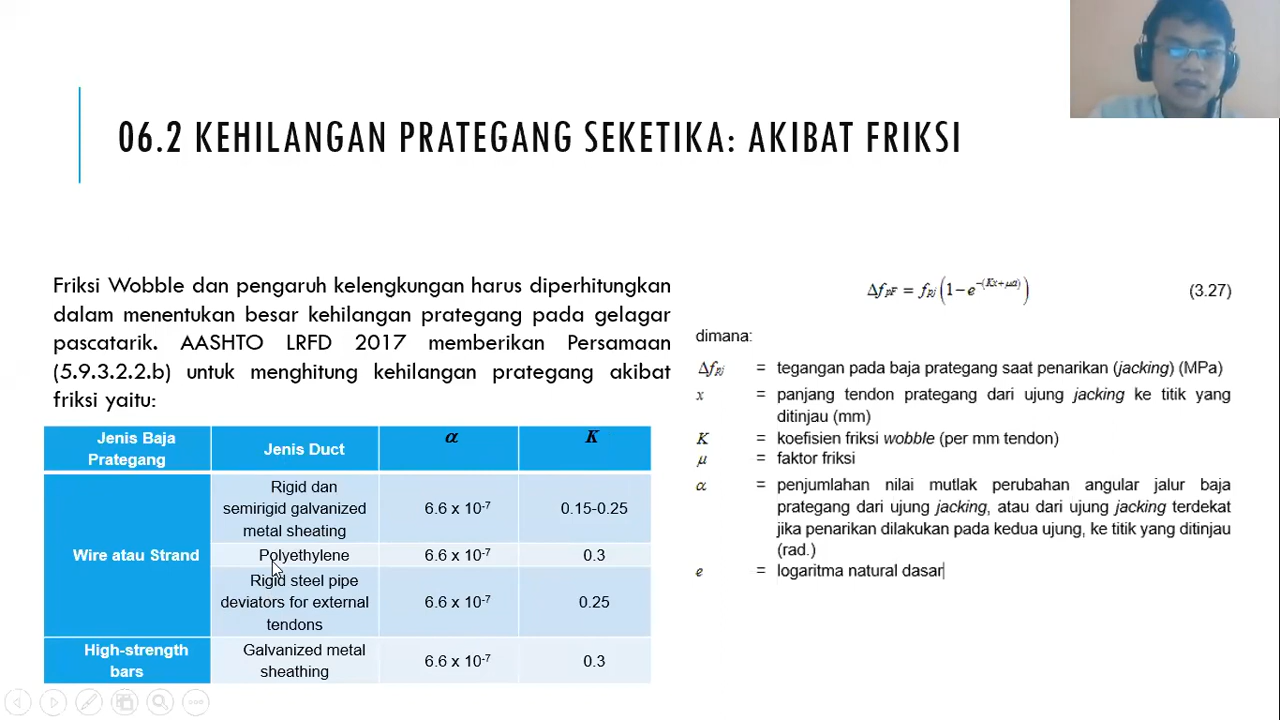 06.2 KEHILANGAN PRATEGANG SEKETIKA: AKIBAT FRIKSI
Friksi Wobble dan pengaruh kelengkungan harus diperhitungkan
dalam menentukan besar kehilangan prategang pada gelagar
pascatarik. AASHTO LRFD 2017 memberikan Persamaan
(5.9.3.2.2.b) untuk menghitung kehilangan prategang akibat
friksi yaitu:
Jenis Baja Prategang Jenis Duct α K
Wire atau Strand
Rigid dan
semirigid galvanized
metal sheating
6.6 x 10⁻⁷ 0.15-0.25
Polyethylene 6.6 x 10⁻⁷ 0.3
Rigid steel pipe
deviators for external
tendons
6.6 x 10⁻⁷ 0.25
High-strength
bars
Galvanized metal
sheathing
6.6 x 10⁻⁷ 0.3
Δf_pF = f_pj (1 − e^−(Kx+μα)) (3.27)
dimana:
Δf_pj = tegangan pada baja prategang saat penarikan (jacking) (MPa)
x = panjang tendon prategang dari ujung jacking ke titik yang
ditinjau (mm)
K = koefisien friksi wobble (per mm tendon)
μ = faktor friksi
α = penjumlahan nilai mutlak perubahan angular jalur baja
prategang dari ujung jacking, atau dari ujung jacking terdekat
jika penarikan dilakukan pada kedua ujung, ke titik yang ditinjau
(rad.)
e = logaritma natural dasar